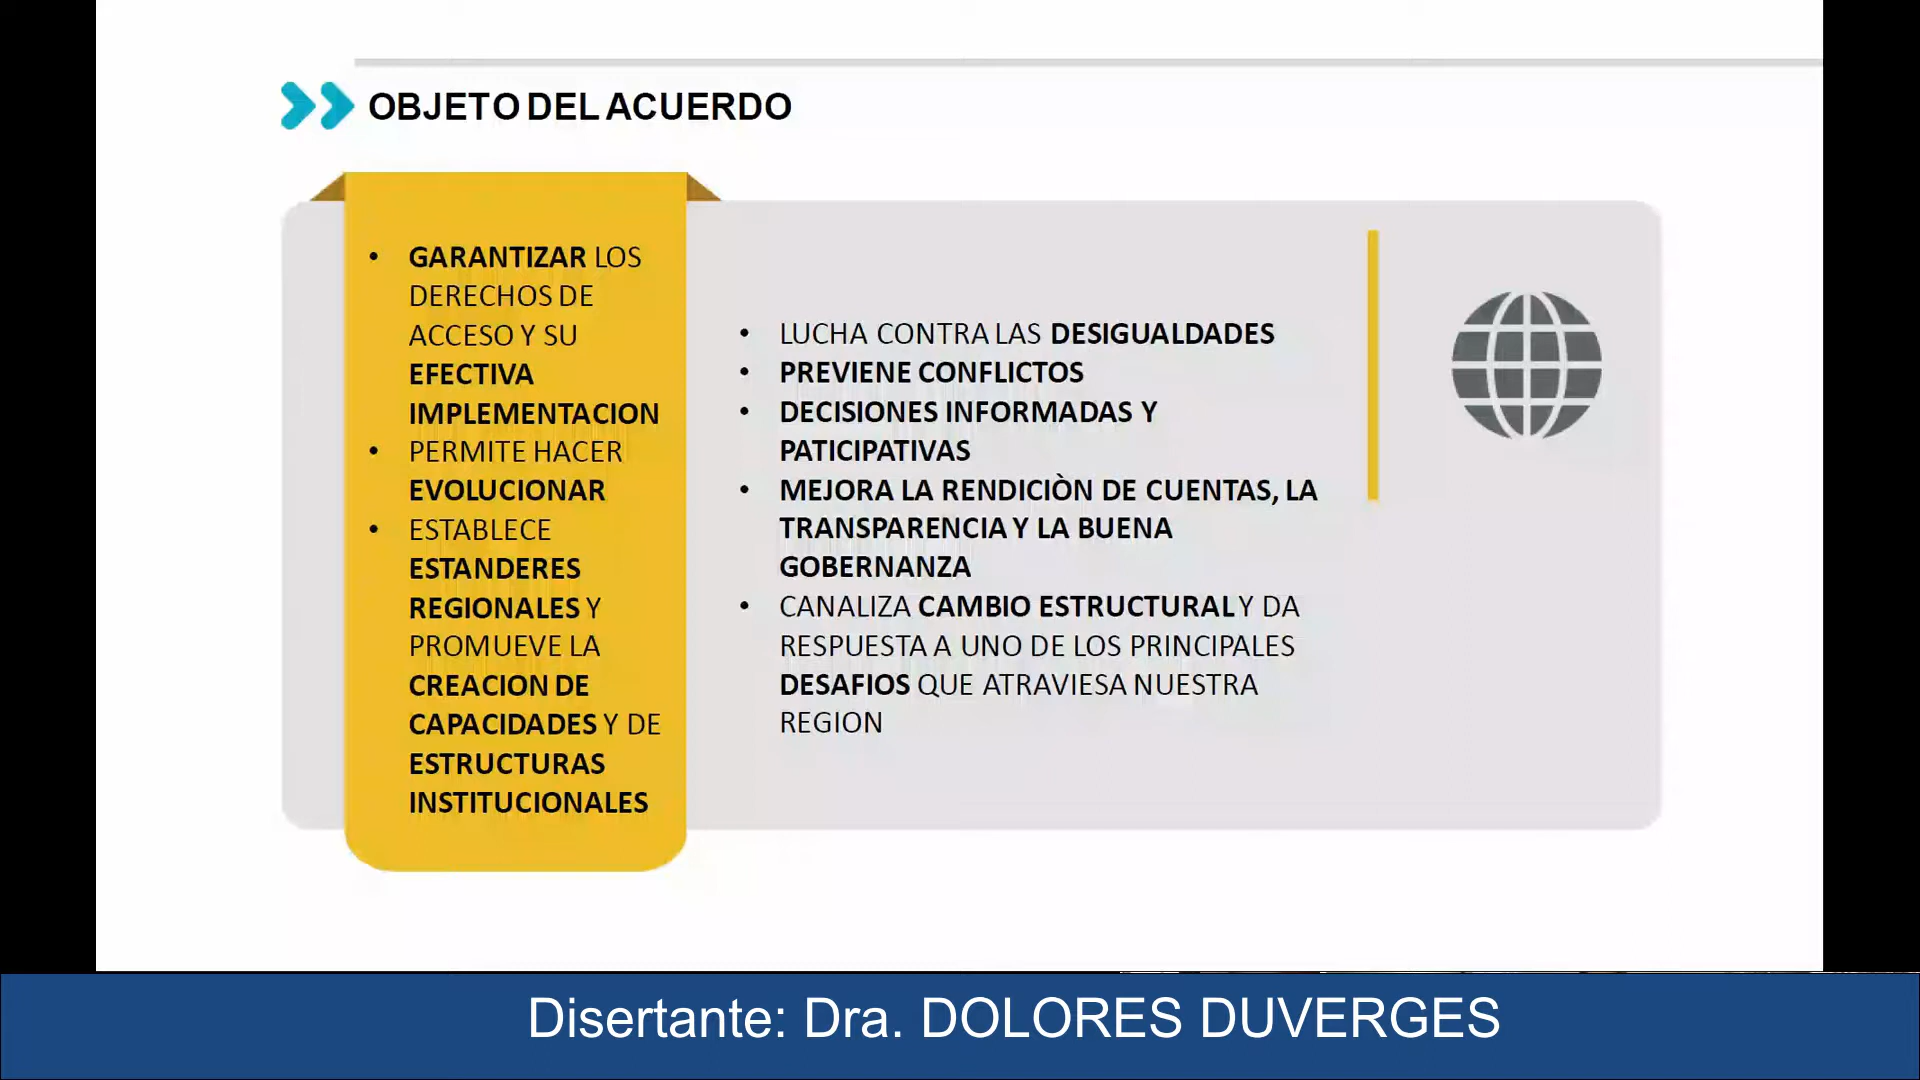 OBJETO DEL ACUERDO
• GARANTIZAR LOS
DERECHOS DE
ACCESO Y SU
EFECTIVA
IMPLEMENTACION
• PERMITE HACER
EVOLUCIONAR
• ESTABLECE
ESTANDERES
REGIONALES Y
PROMUEVE LA
CREACION DE
CAPACIDADES Y DE
ESTRUCTURAS
INSTITUCIONALES
• LUCHA CONTRA LAS DESIGUALDADES
• PREVIENE CONFLICTOS
• DECISIONES INFORMADAS Y
PATICIPATIVAS
• MEJORA LA RENDICIÒN DE CUENTAS, LA
TRANSPARENCIA Y LA BUENA
GOBERNANZA
• CANALIZA CAMBIO ESTRUCTURAL Y DA
RESPUESTA A UNO DE LOS PRINCIPALES
DESAFIOS QUE ATRAVIESA NUESTRA
REGION
Disertante: Dra. DOLORES DUVERGES